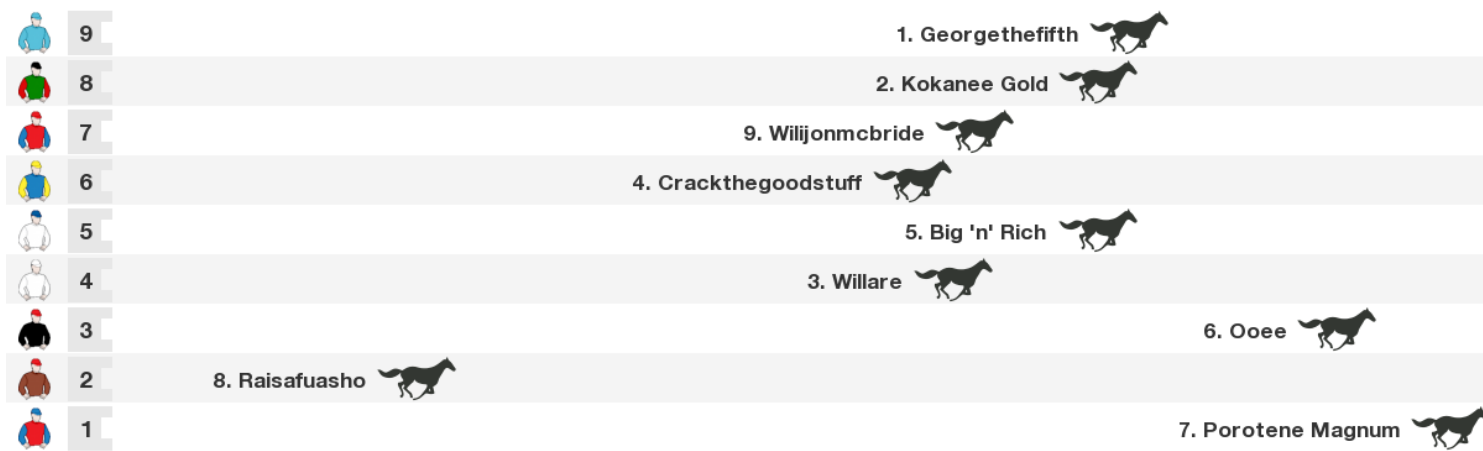 9 1. Georgethefifth
8 2. Kokanee Gold
7 9. Wilijonmcbride
6 4. Crackthegoodstuff
5 5. Big 'n' Rich
4 3. Willare
3 6. Ooee
2 8. Raisafuasho
1 7. Porotene Magnum